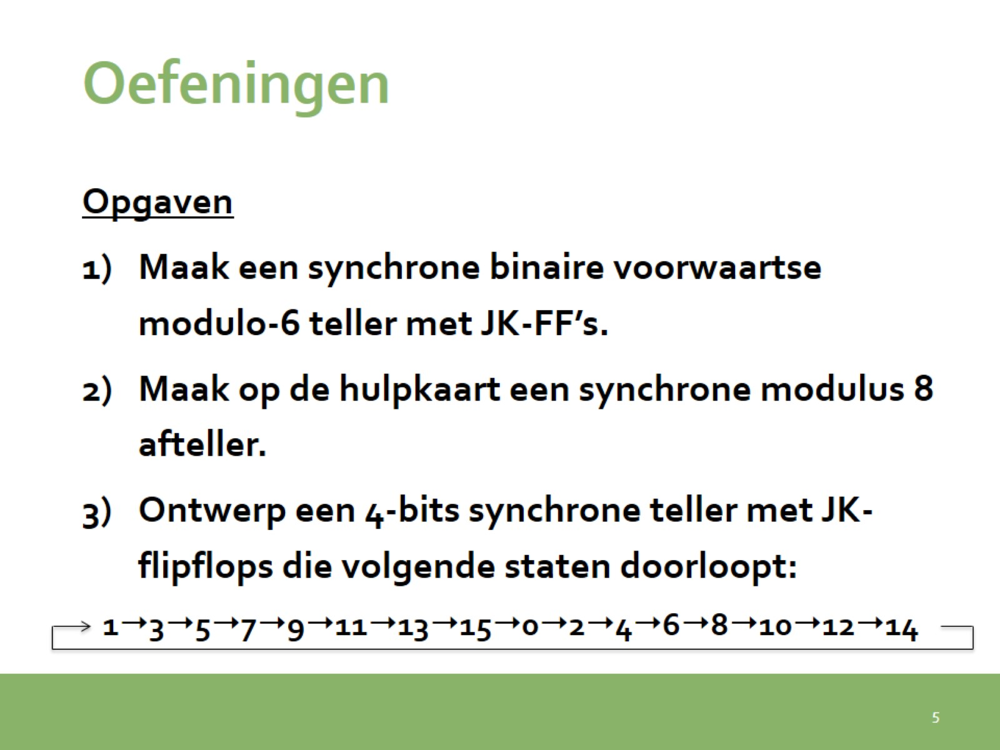 Oefeningen
Opgaven
1) Maak een synchrone binaire voorwaartse
modulo-6 teller met JK-FF’s.
2) Maak op de hulpkaart een synchrone modulus 8
afteller.
3) Ontwerp een 4-bits synchrone teller met JK-
flipflops die volgende staten doorloopt:
1→3→5→7→9→11→13→15→0→2→4→6→8→10→12→14
5